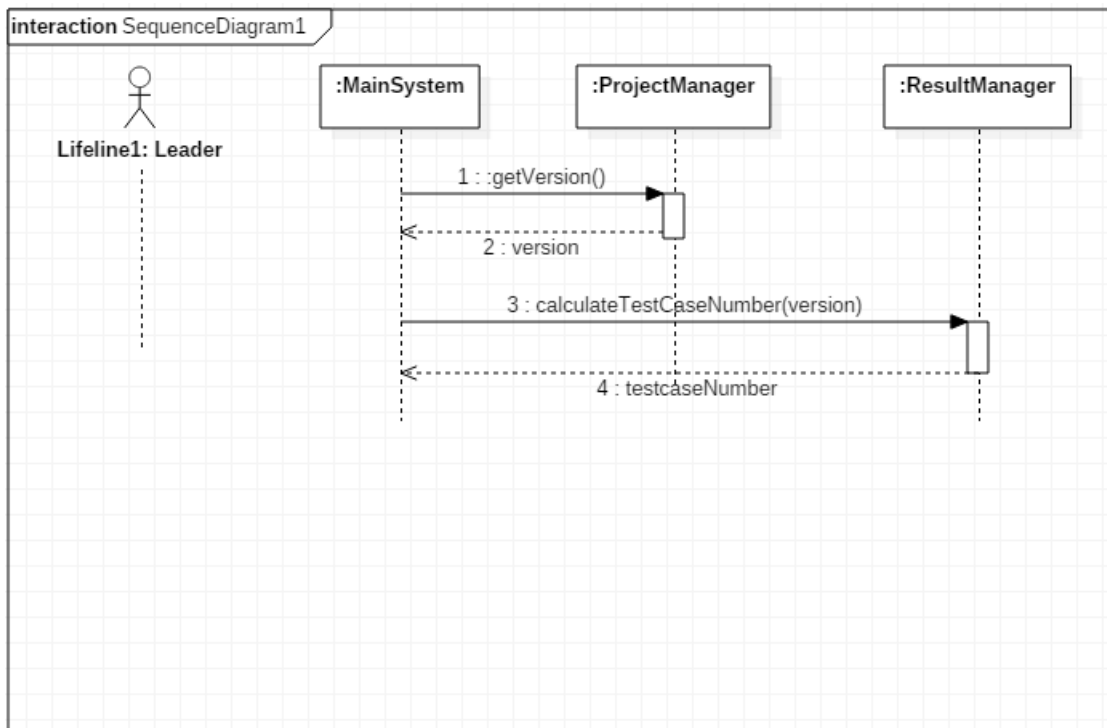 interaction SequenceDiagram1
:MainSystem
:ProjectManager
:ResultManager
Lifeline1: Leader
1 : :getVersion()
2 : version
3 : calculateTestCaseNumber(version)
4 : testcaseNumber